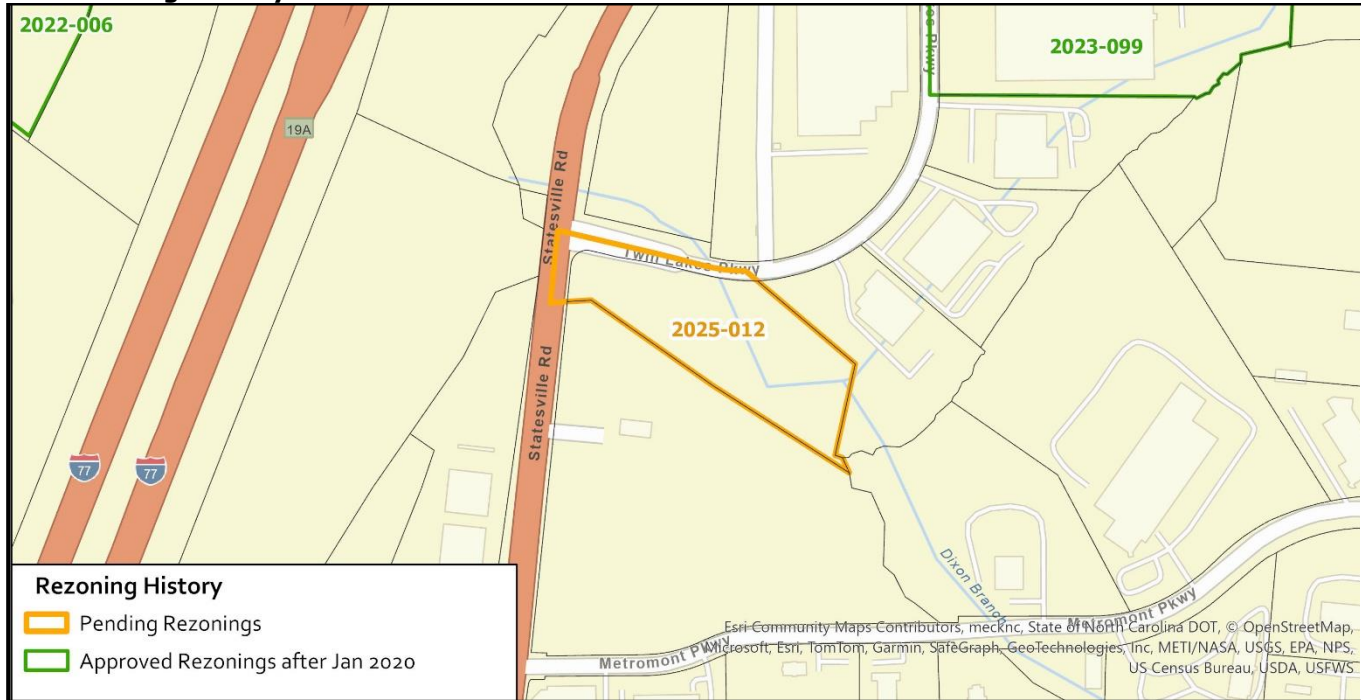 2022-006
2023-099
os Pkwy
19A
Statesville Rd
Twin Lakes Pkwy
2025-012
Statesville Rd
77
77
Dixon Branch
Metromont Pkwy
Metromont Pkwy
Rezoning History
Pending Rezonings
Approved Rezonings after Jan 2020
Esri Community Maps Contributors, mecknc, State of North Carolina DOT, © OpenStreetMap,
Microsoft, Esri, TomTom, Garmin, SafeGraph, GeoTechnologies, Inc, METI/NASA, USGS, EPA, NPS,
US Census Bureau, USDA, USFWS